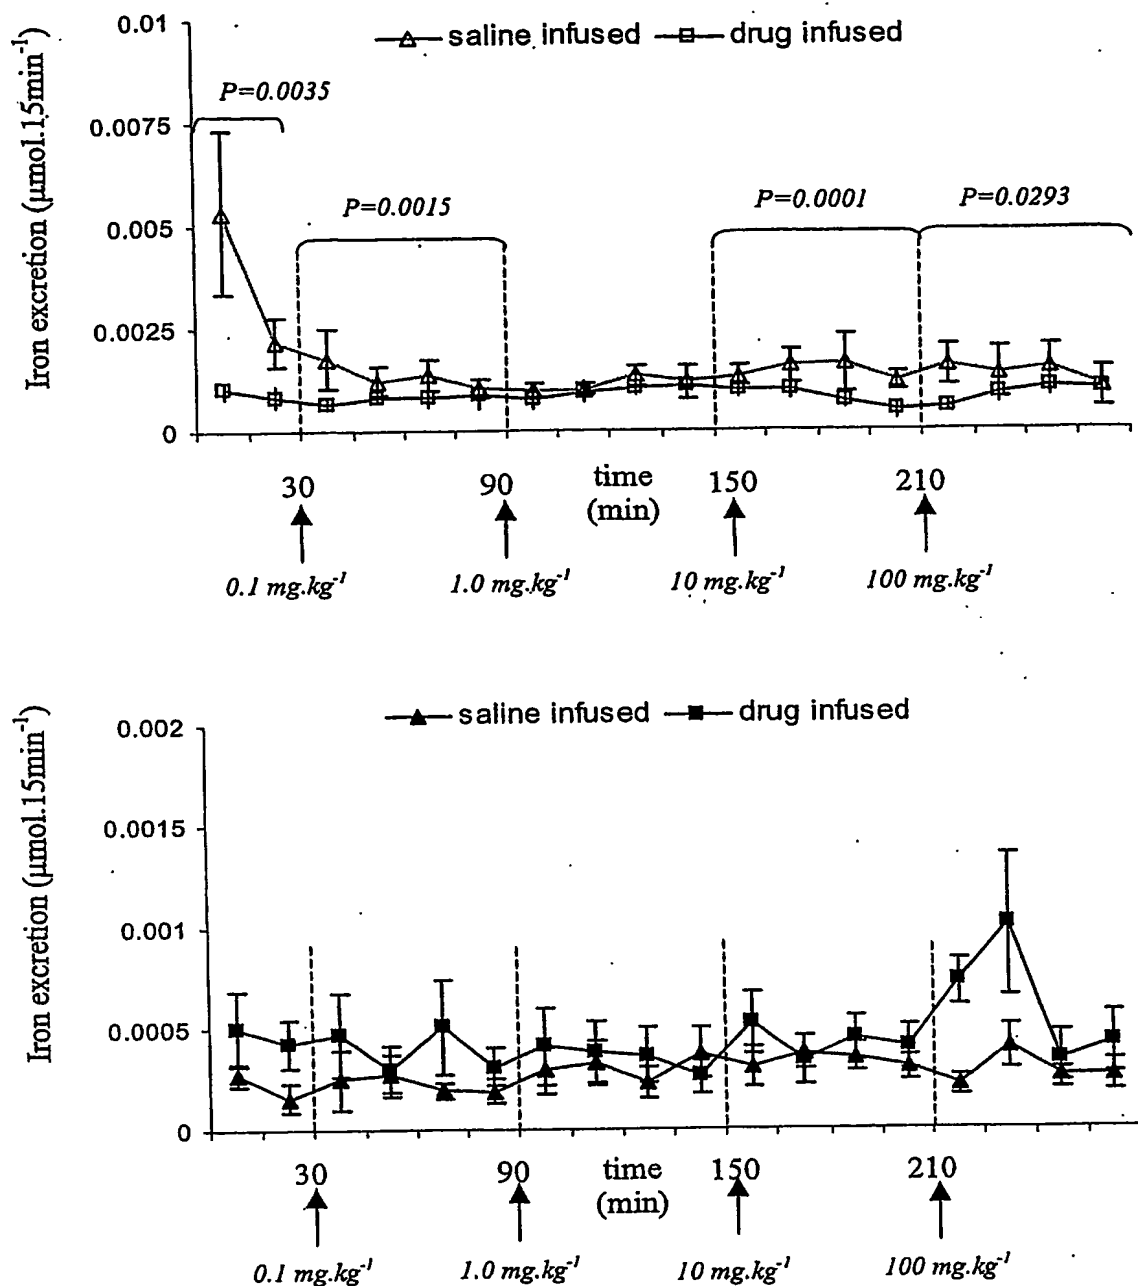 0.01
saline infused
drug infused
P=0.0035
0.0075
P=0.0015
P=0.0001
P=0.0293
0.005
0.0025
0
Iron excretion (µmol.15min⁻¹)
30
90
time
(min)
150
210
0.1 mg.kg⁻¹
1.0 mg.kg⁻¹
10 mg.kg⁻¹
100 mg.kg⁻¹
saline infused
drug infused
0.002
0.0015
0.001
0.0005
0
Iron excretion (µmol.15min⁻¹)
30
90
time
(min)
150
210
0.1 mg.kg⁻¹
1.0 mg.kg⁻¹
10 mg.kg⁻¹
100 mg.kg⁻¹